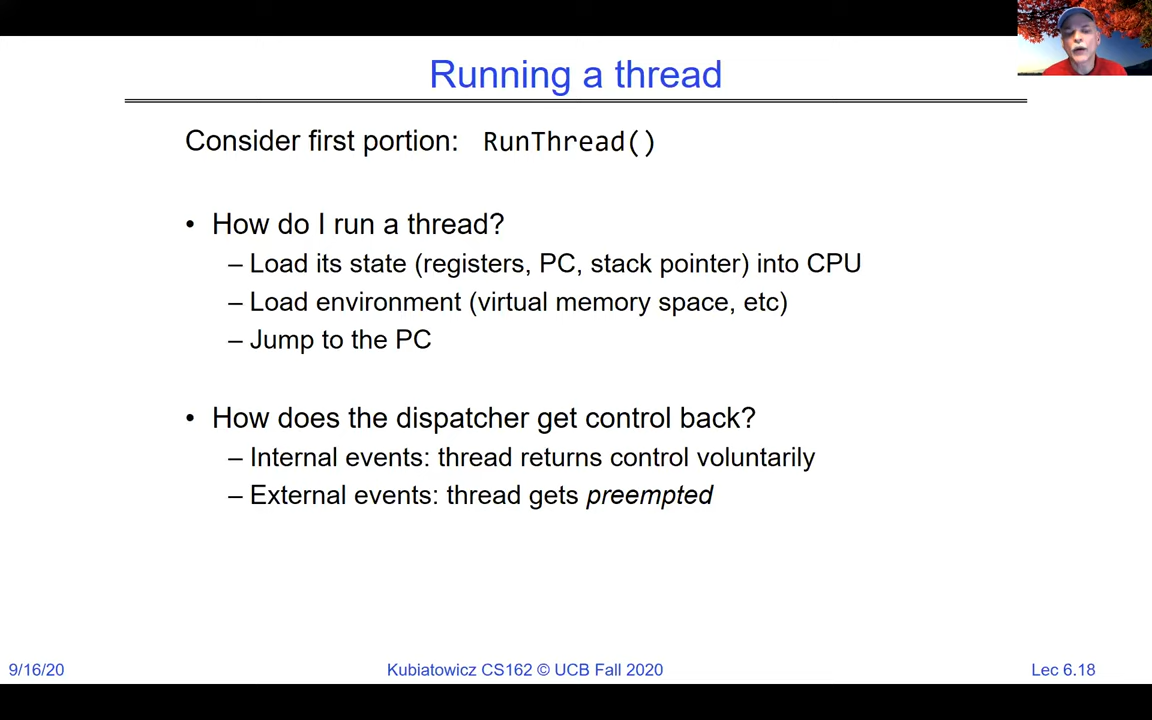 Running a thread
Consider first portion: RunThread()
• How do I run a thread?
– Load its state (registers, PC, stack pointer) into CPU
– Load environment (virtual memory space, etc)
– Jump to the PC
• How does the dispatcher get control back?
– Internal events: thread returns control voluntarily
– External events: thread gets preempted
9/16/20
Kubiatowicz CS162 © UCB Fall 2020
Lec 6.18